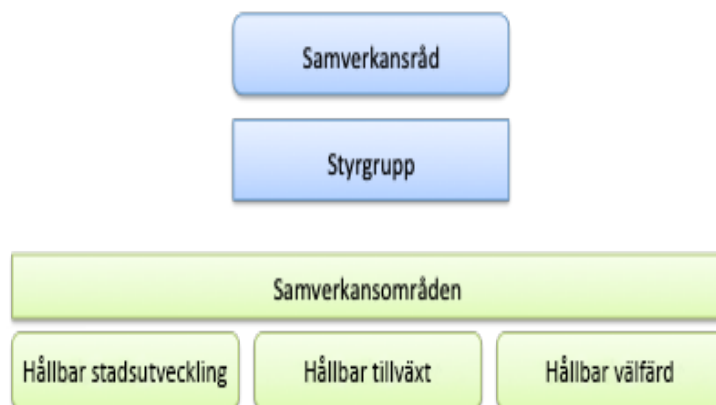 Samverkansråd
Styrgrupp
Samverkansområden
Hållbar stadsutveckling
Hållbar tillväxt
Hållbar välfärd